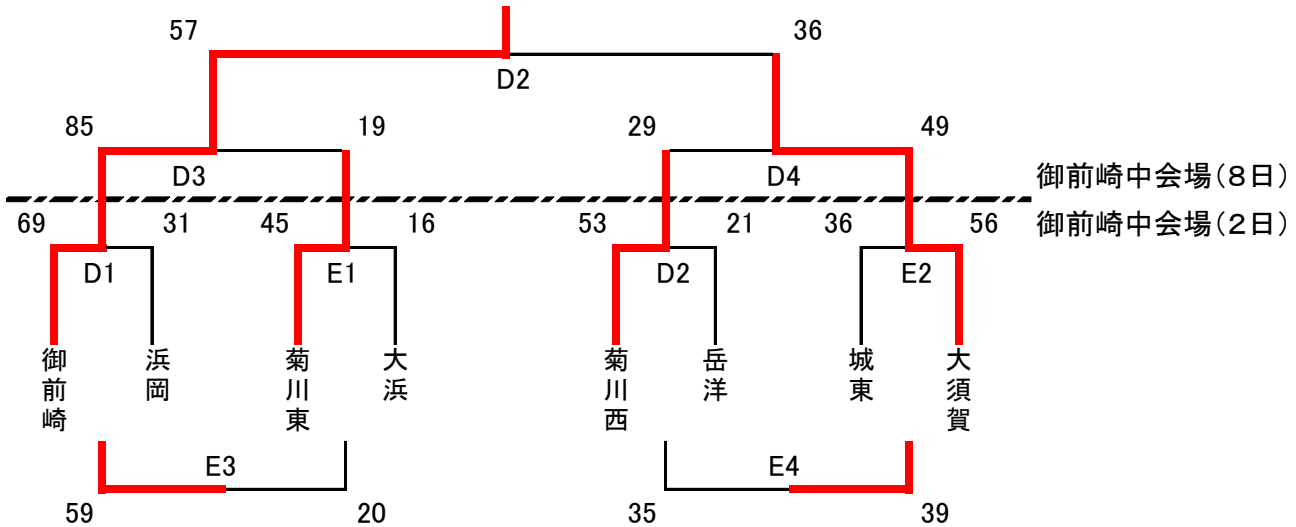 57 36
D2
85 19 29 49
D3 D4 御前崎中会場(8日)
69 31 45 16 53 21 36 56 御前崎中会場(2日)
D1 E1 D2 E2
御前崎 浜岡 菊川東 大浜 菊川西 岳洋 城東 大須賀
E3 E4
59 20 35 39